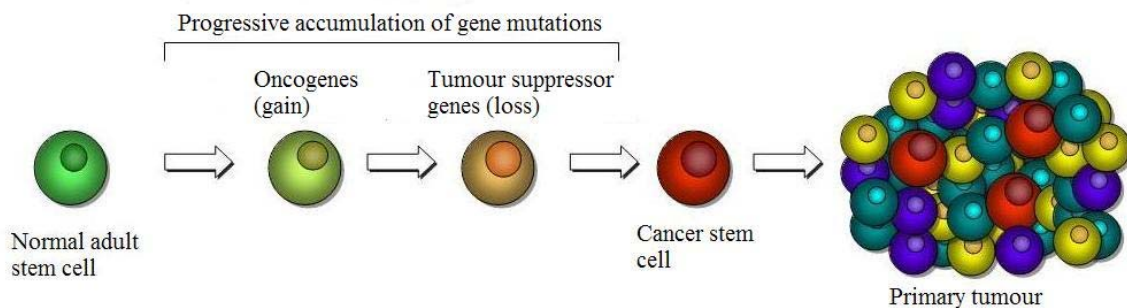 Progressive accumulation of gene mutations
Oncogenes
(gain)
Tumour suppressor
genes (loss)
Normal adult
stem cell
Cancer stem
cell
Primary tumour